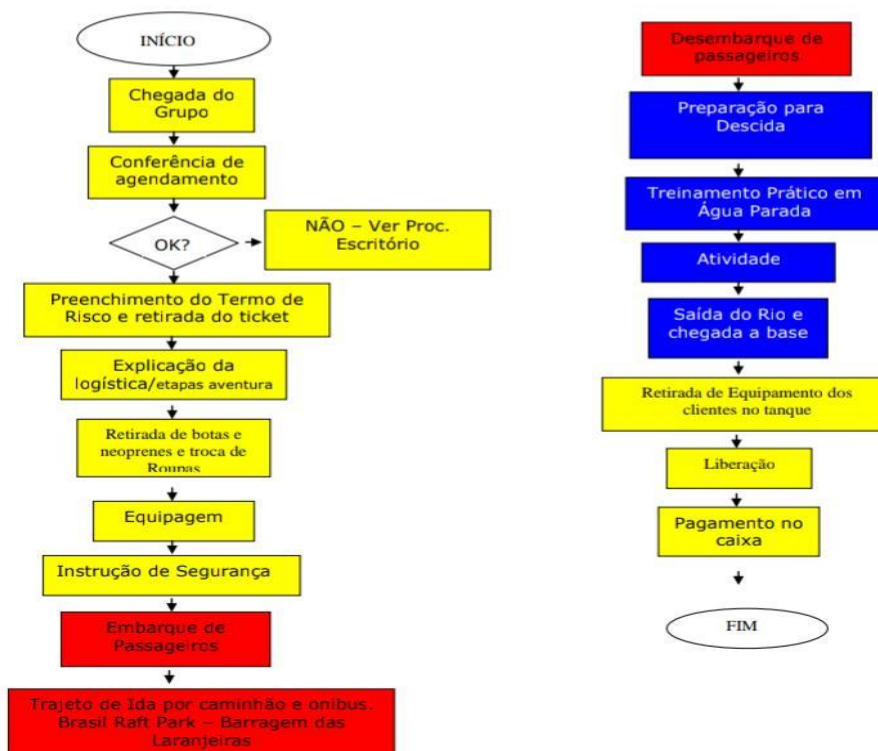 INÍCIO
Chegada do
Grupo
Conferência de
agendamento
OK?
NÃO – Ver Proc.
Escritório
Preenchimento do Termo de
Risco e retirada do ticket
Explicação da
logística/etapas aventura
Retirada de botas e
neoprenes e troca de
Roupas
Equipagem
Instrução de Segurança
Embarque de
Passageiros
Trajeto de Ida por caminhão e onibus.
Brasil Raft Park – Barragem das
Laranjeiras
Desembarque de
passageiros
Preparação para
Descida
Treinamento Prático em
Água Parada
Atividade
Saída do Rio e
chegada a base
Retirada de Equipamento dos
clientes no tanque
Liberação
Pagamento no
caixa
FIM